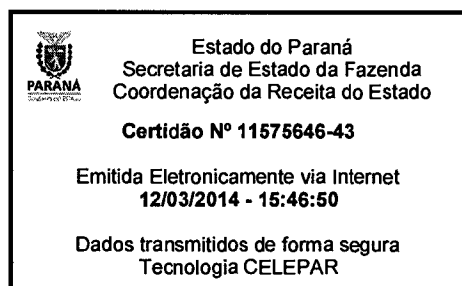 PARANÁ
Estado do Paraná
Secretaria de Estado da Fazenda
Coordenação da Receita do Estado
Certidão Nº 11575646-43
Emitida Eletronicamente via Internet
12/03/2014 - 15:46:50
Dados transmitidos de forma segura
Tecnologia CELEPAR